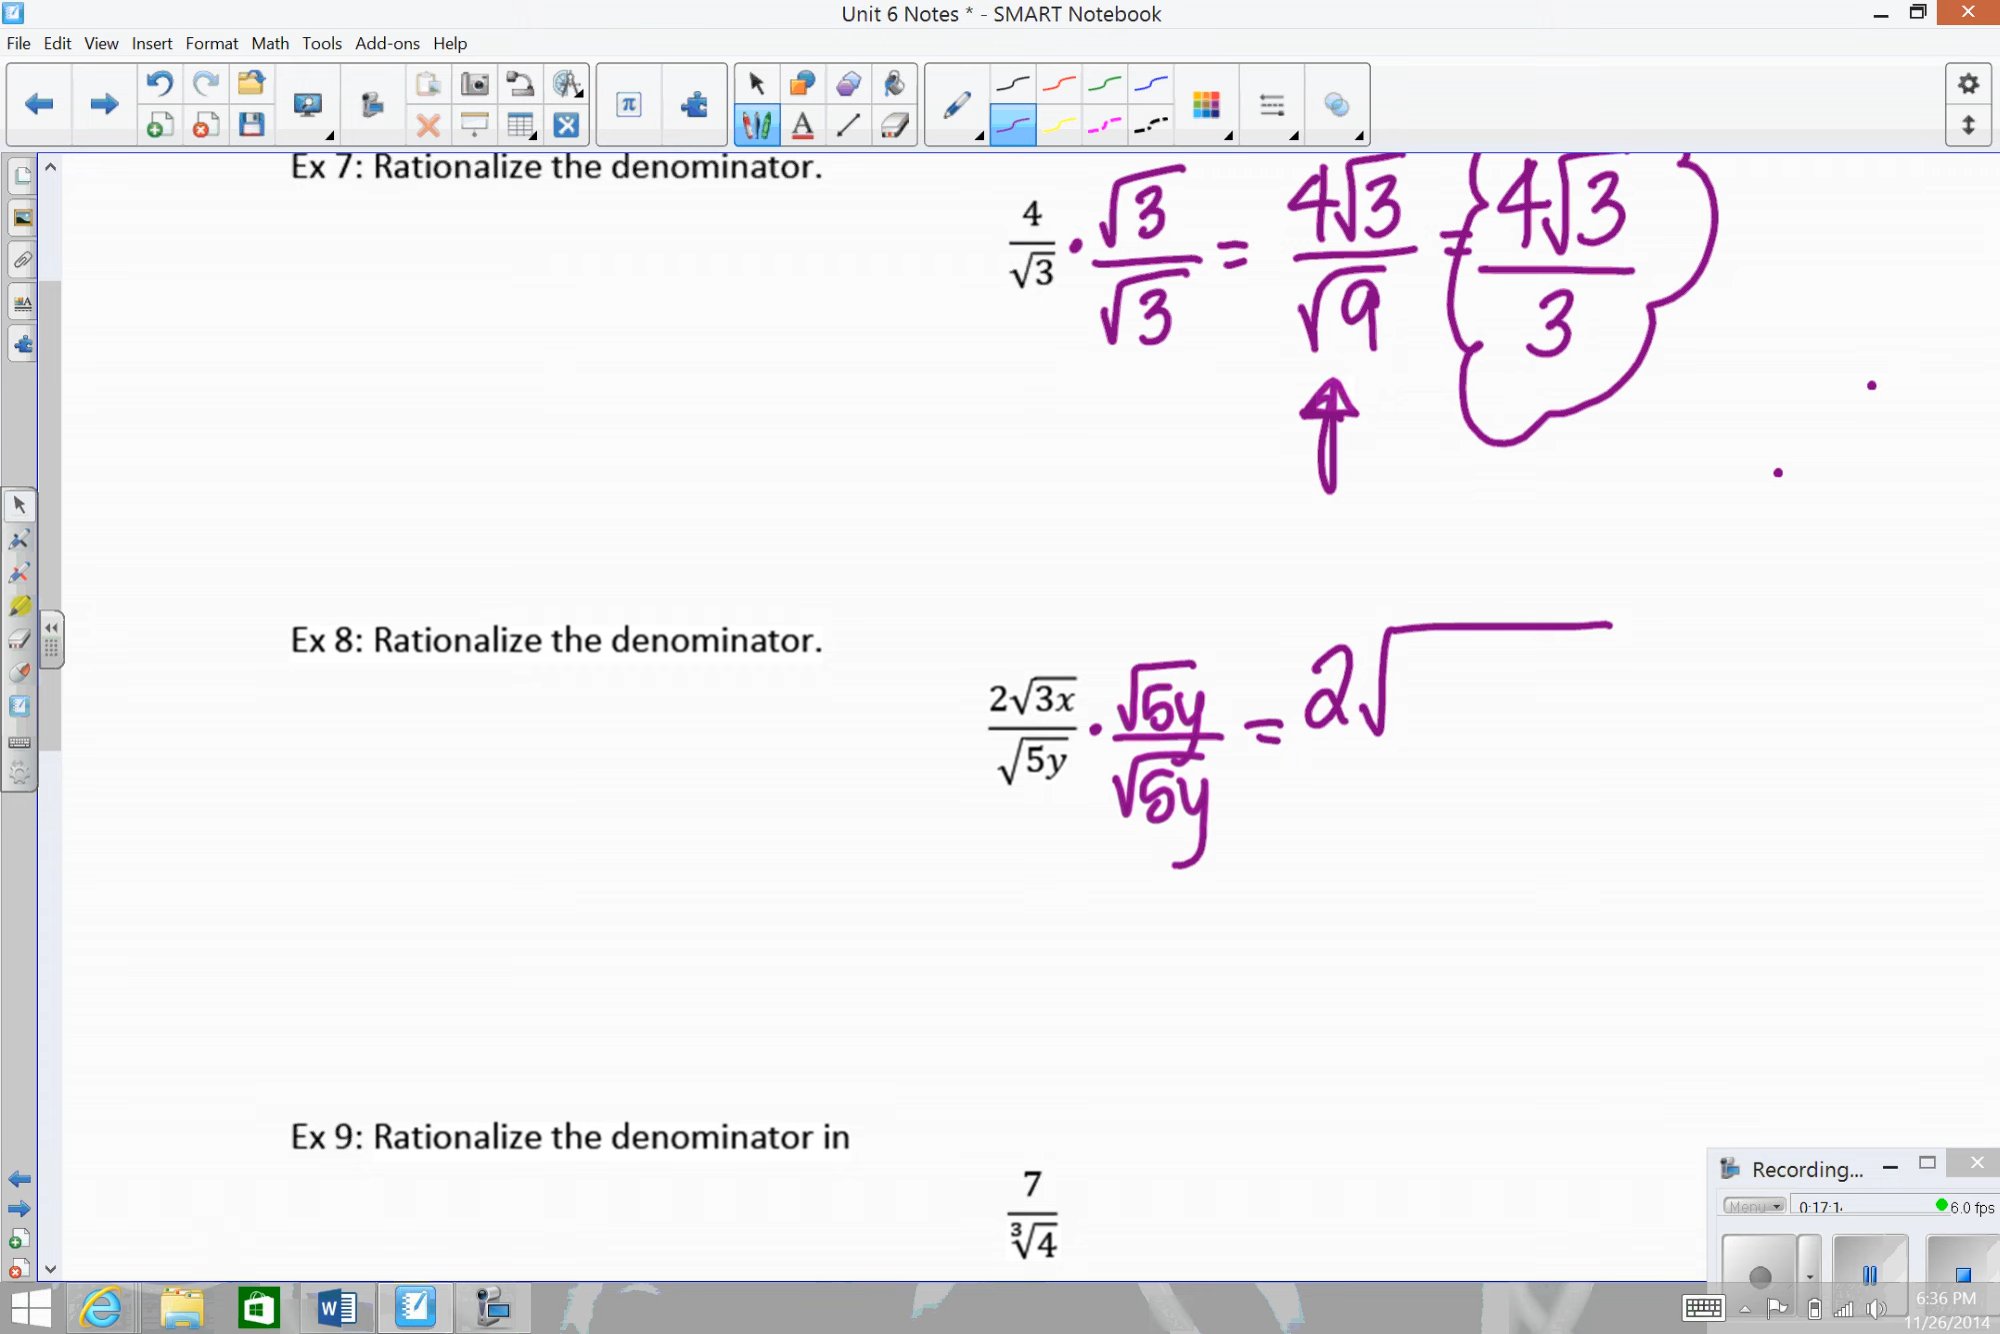 Unit 6 Notes * - SMART Notebook
File Edit View Insert Format Math Tools Add-ons Help
Ex 7: Rationalize the denominator.
4/√3 · √3/√3 = 4√3/√9 = 4√3/3
Ex 8: Rationalize the denominator.
2√3x/√5y · √5y/√5y = 2√
Ex 9: Rationalize the denominator in
7/∛4
Recording...
Menu 0:17:1 6.0 fps
6:36 PM
11/26/2014